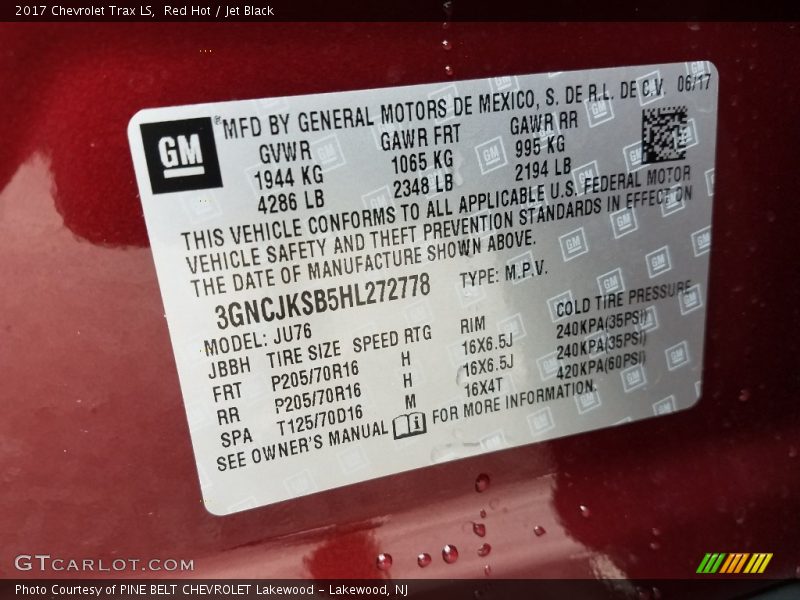 2017 Chevrolet Trax LS, Red Hot / Jet Black
GM
® MFD BY GENERAL MOTORS DE MEXICO, S. DE R.L. DE C.V. 06/17
GVWR GAWR FRT GAWR RR
1944 KG 1065 KG 995 KG
4286 LB 2348 LB 2194 LB
THIS VEHICLE CONFORMS TO ALL APPLICABLE U.S. FEDERAL MOTOR
VEHICLE SAFETY AND THEFT PREVENTION STANDARDS IN EFFECT ON
THE DATE OF MANUFACTURE SHOWN ABOVE.
3GNCJKSB5HL272778 TYPE: M.P.V.
MODEL: JU76
JBBH TIRE SIZE SPEED RTG RIM COLD TIRE PRESSURE
FRT P205/70R16 H 16X6.5J 240KPA(35PSI)
RR P205/70R16 H 16X6.5J 240KPA(35PSI)
SPA T125/70D16 M 16X4T 420KPA(60PSI)
SEE OWNER'S MANUAL i FOR MORE INFORMATION.
GTCARLOT.COM
Photo Courtesy of PINE BELT CHEVROLET Lakewood - Lakewood, NJ